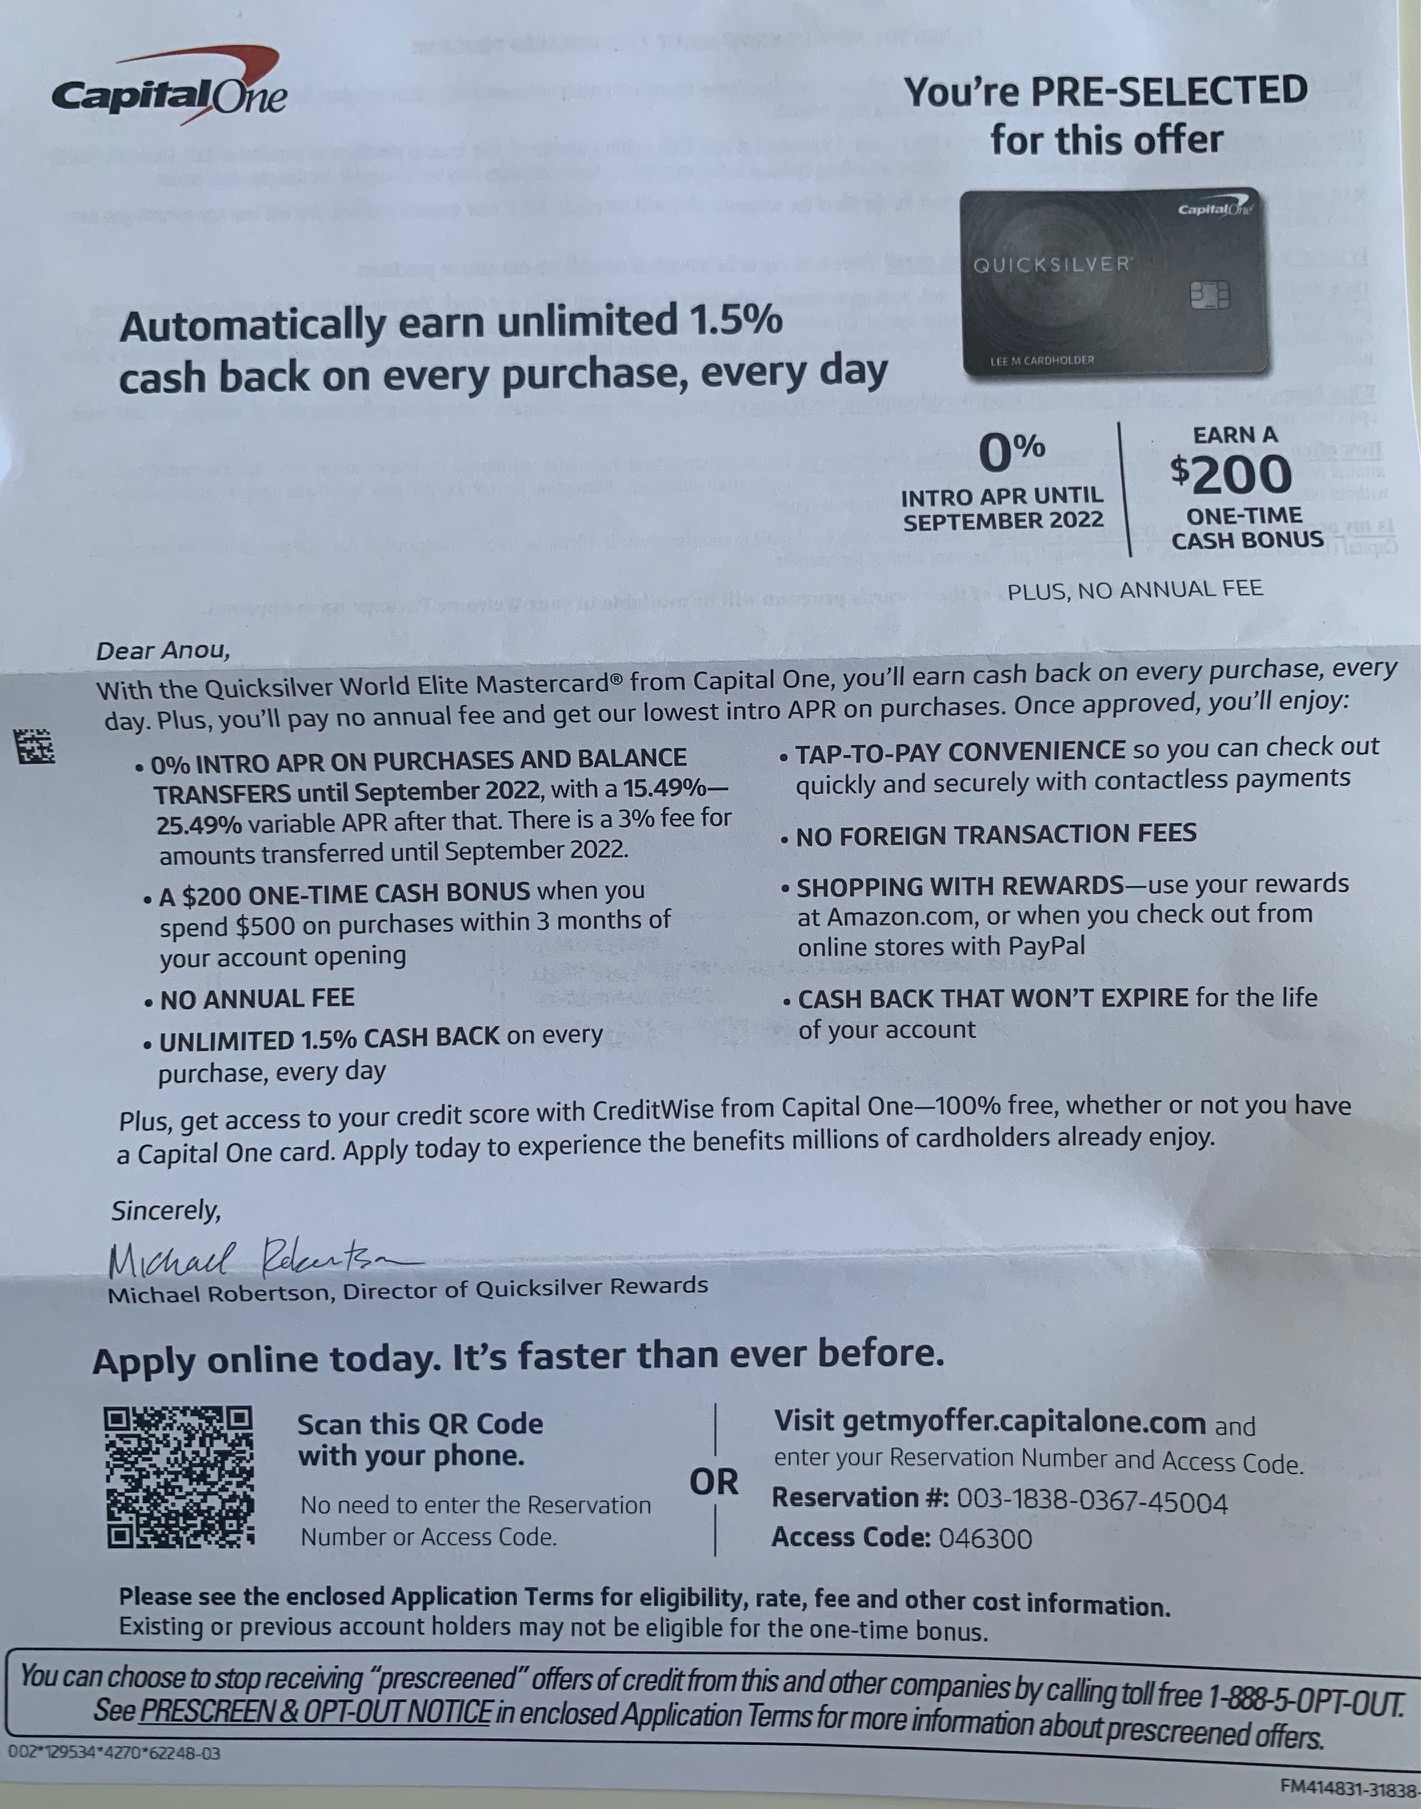 Capital One
You're PRE-SELECTED
for this offer
Capital One
QUICKSILVER
LEE M CARDHOLDER
Automatically earn unlimited 1.5%
cash back on every purchase, every day
0%
INTRO APR UNTIL
SEPTEMBER 2022
EARN A
$200
ONE-TIME
CASH BONUS
PLUS, NO ANNUAL FEE
Dear Anou,
With the Quicksilver World Elite Mastercard® from Capital One, you'll earn cash back on every purchase, every
day. Plus, you'll pay no annual fee and get our lowest intro APR on purchases. Once approved, you'll enjoy:
• 0% INTRO APR ON PURCHASES AND BALANCE
TRANSFERS until September 2022, with a 15.49%—
25.49% variable APR after that. There is a 3% fee for
amounts transferred until September 2022.
• A $200 ONE-TIME CASH BONUS when you
spend $500 on purchases within 3 months of
your account opening
• NO ANNUAL FEE
• UNLIMITED 1.5% CASH BACK on every
purchase, every day
• TAP-TO-PAY CONVENIENCE so you can check out
quickly and securely with contactless payments
• NO FOREIGN TRANSACTION FEES
• SHOPPING WITH REWARDS—use your rewards
at Amazon.com, or when you check out from
online stores with PayPal
• CASH BACK THAT WON'T EXPIRE for the life
of your account
Plus, get access to your credit score with CreditWise from Capital One—100% free, whether or not you have
a Capital One card. Apply today to experience the benefits millions of cardholders already enjoy.
Sincerely,
Michael Robertson
Michael Robertson, Director of Quicksilver Rewards
Apply online today. It's faster than ever before.
Scan this QR Code
with your phone.
No need to enter the Reservation
Number or Access Code.
OR
Visit getmyoffer.capitalone.com and
enter your Reservation Number and Access Code.
Reservation #: 003-1838-0367-45004
Access Code: 046300
Please see the enclosed Application Terms for eligibility, rate, fee and other cost information.
Existing or previous account holders may not be eligible for the one-time bonus.
You can choose to stop receiving "prescreened" offers of credit from this and other companies by calling toll free 1-888-5-OPT-OUT.
See PRESCREEN & OPT-OUT NOTICE in enclosed Application Terms for more information about prescreened offers.
002*129534*4270*62248-03
FM414831-31838-